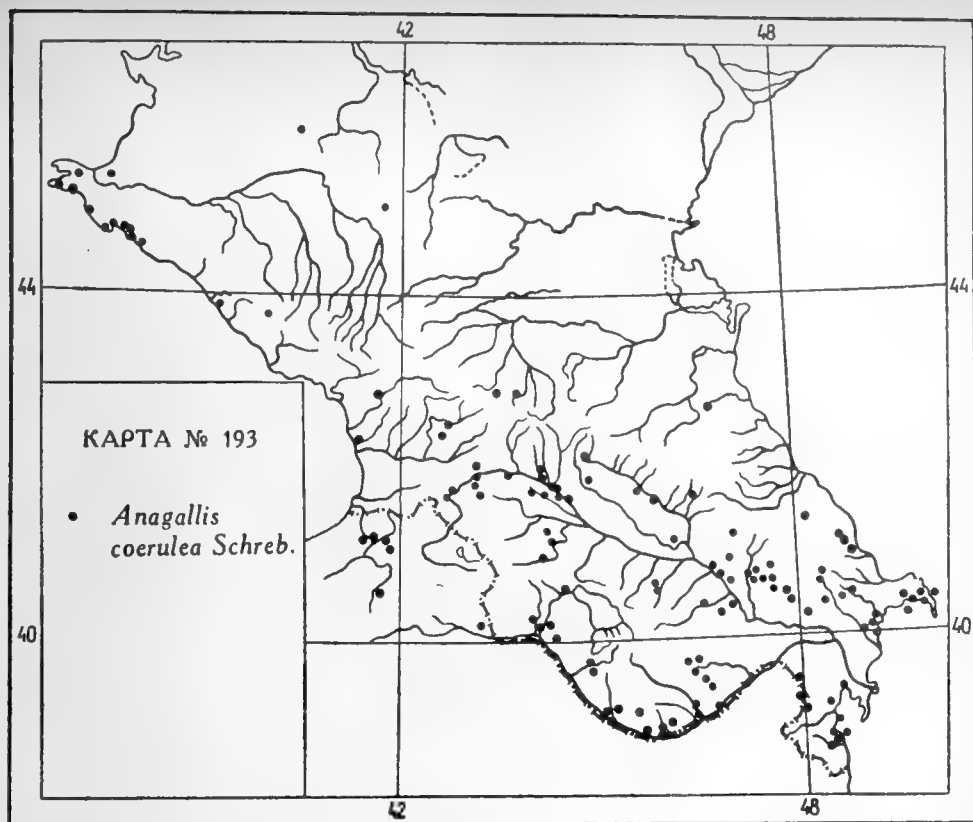 42 48
44 44
КАРТА № 193
Anagallis
coerulea Schreb.
40 40
42 48